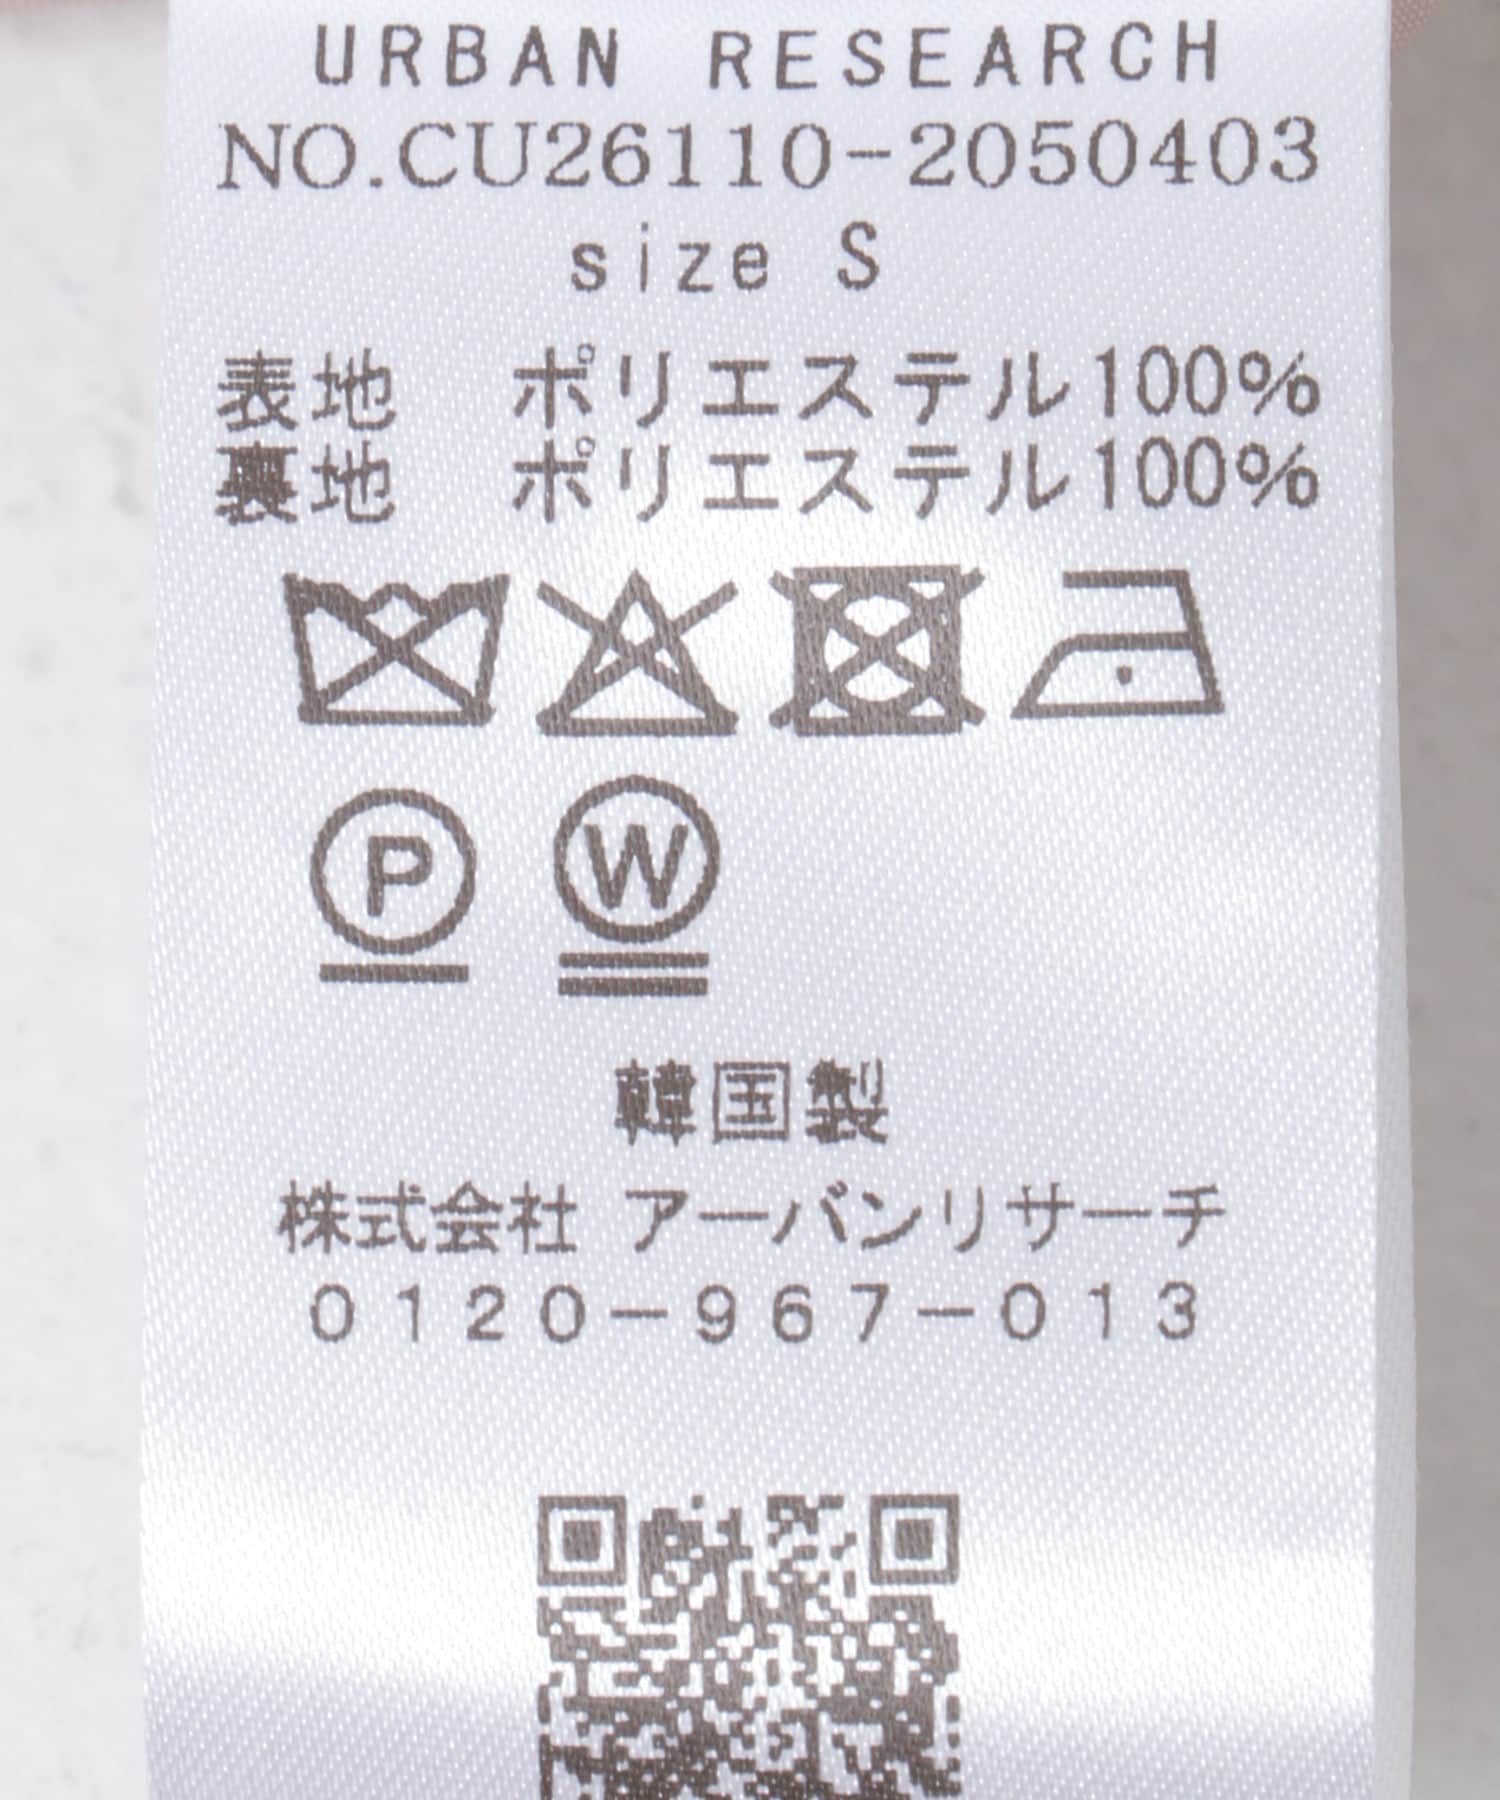 URBAN RESEARCH
NO.CU26110-2050403
size S
表地 ポリエステル100%
裏地 ポリエステル100%
P W
韓国製
株式会社 アーバンリサーチ
0120-967-013